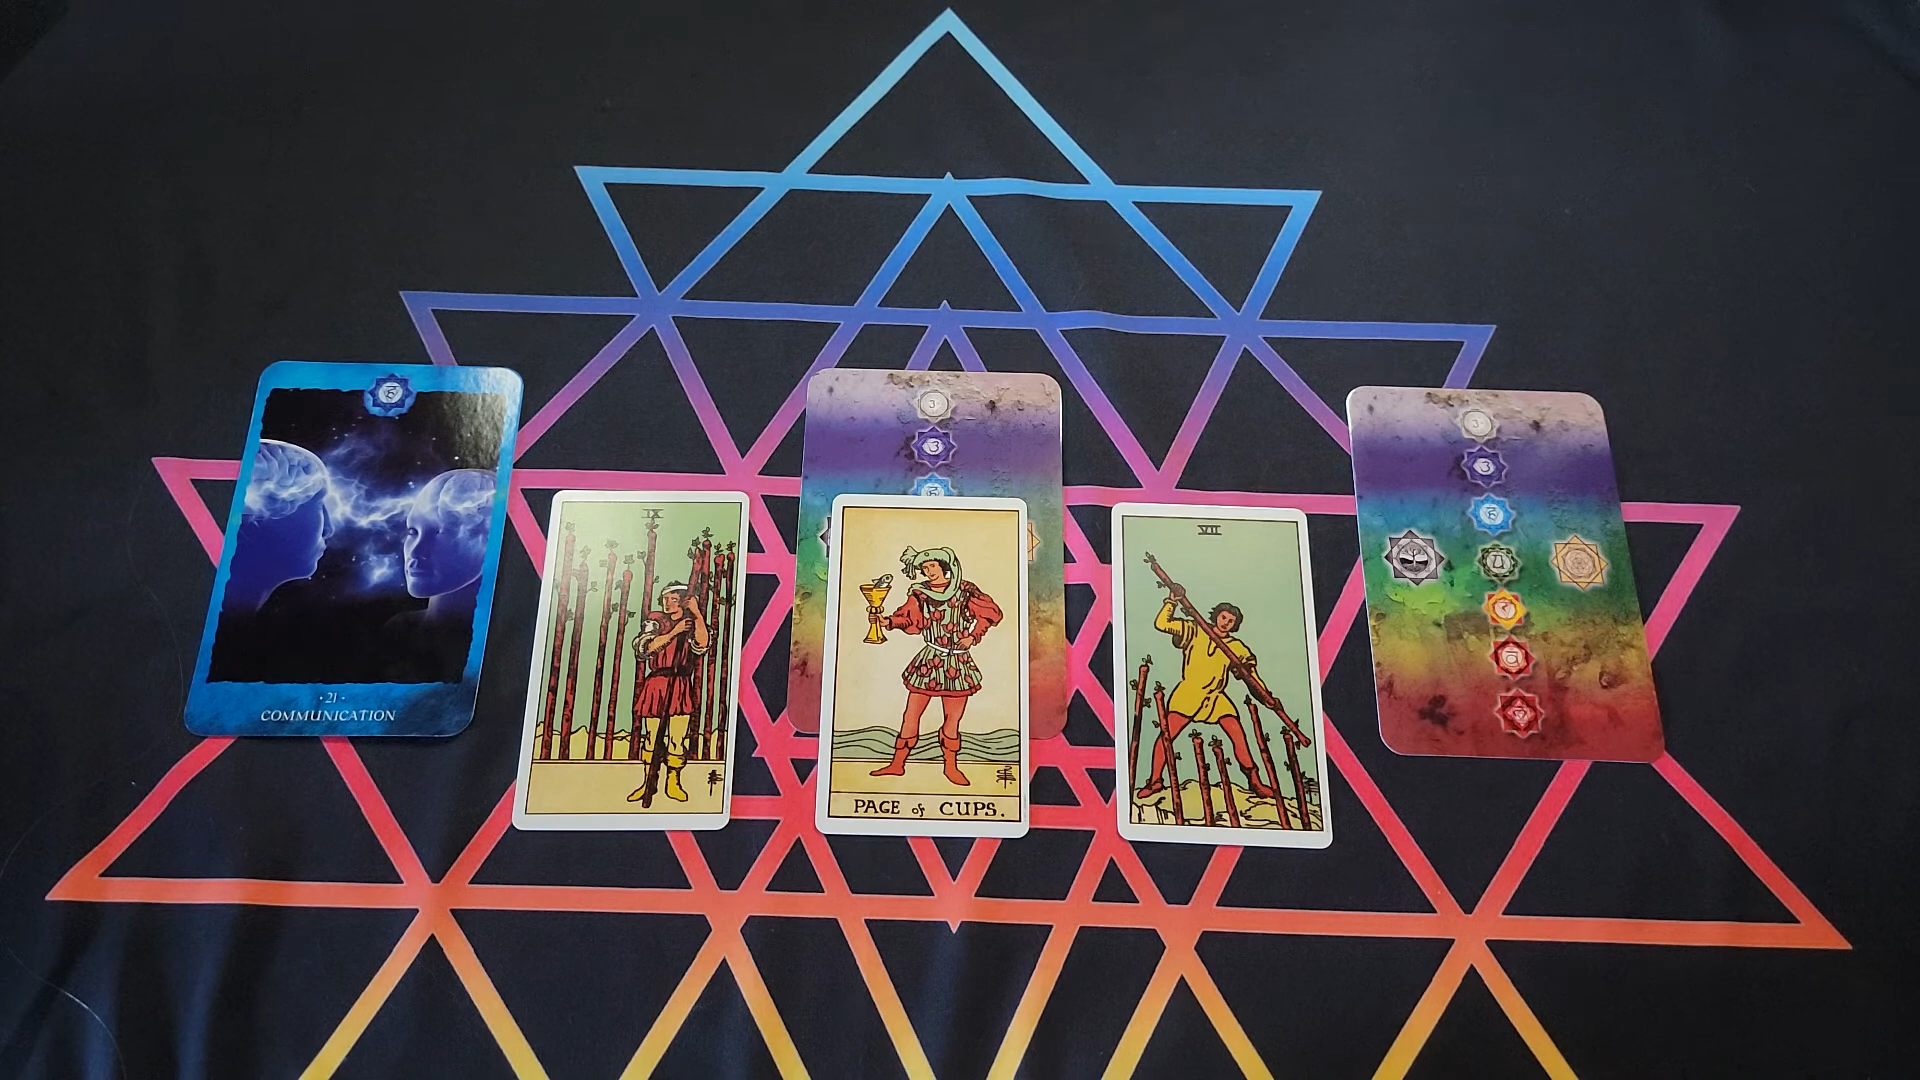 · 21 ·
COMMUNICATION
IX
PAGE of CUPS.
VII